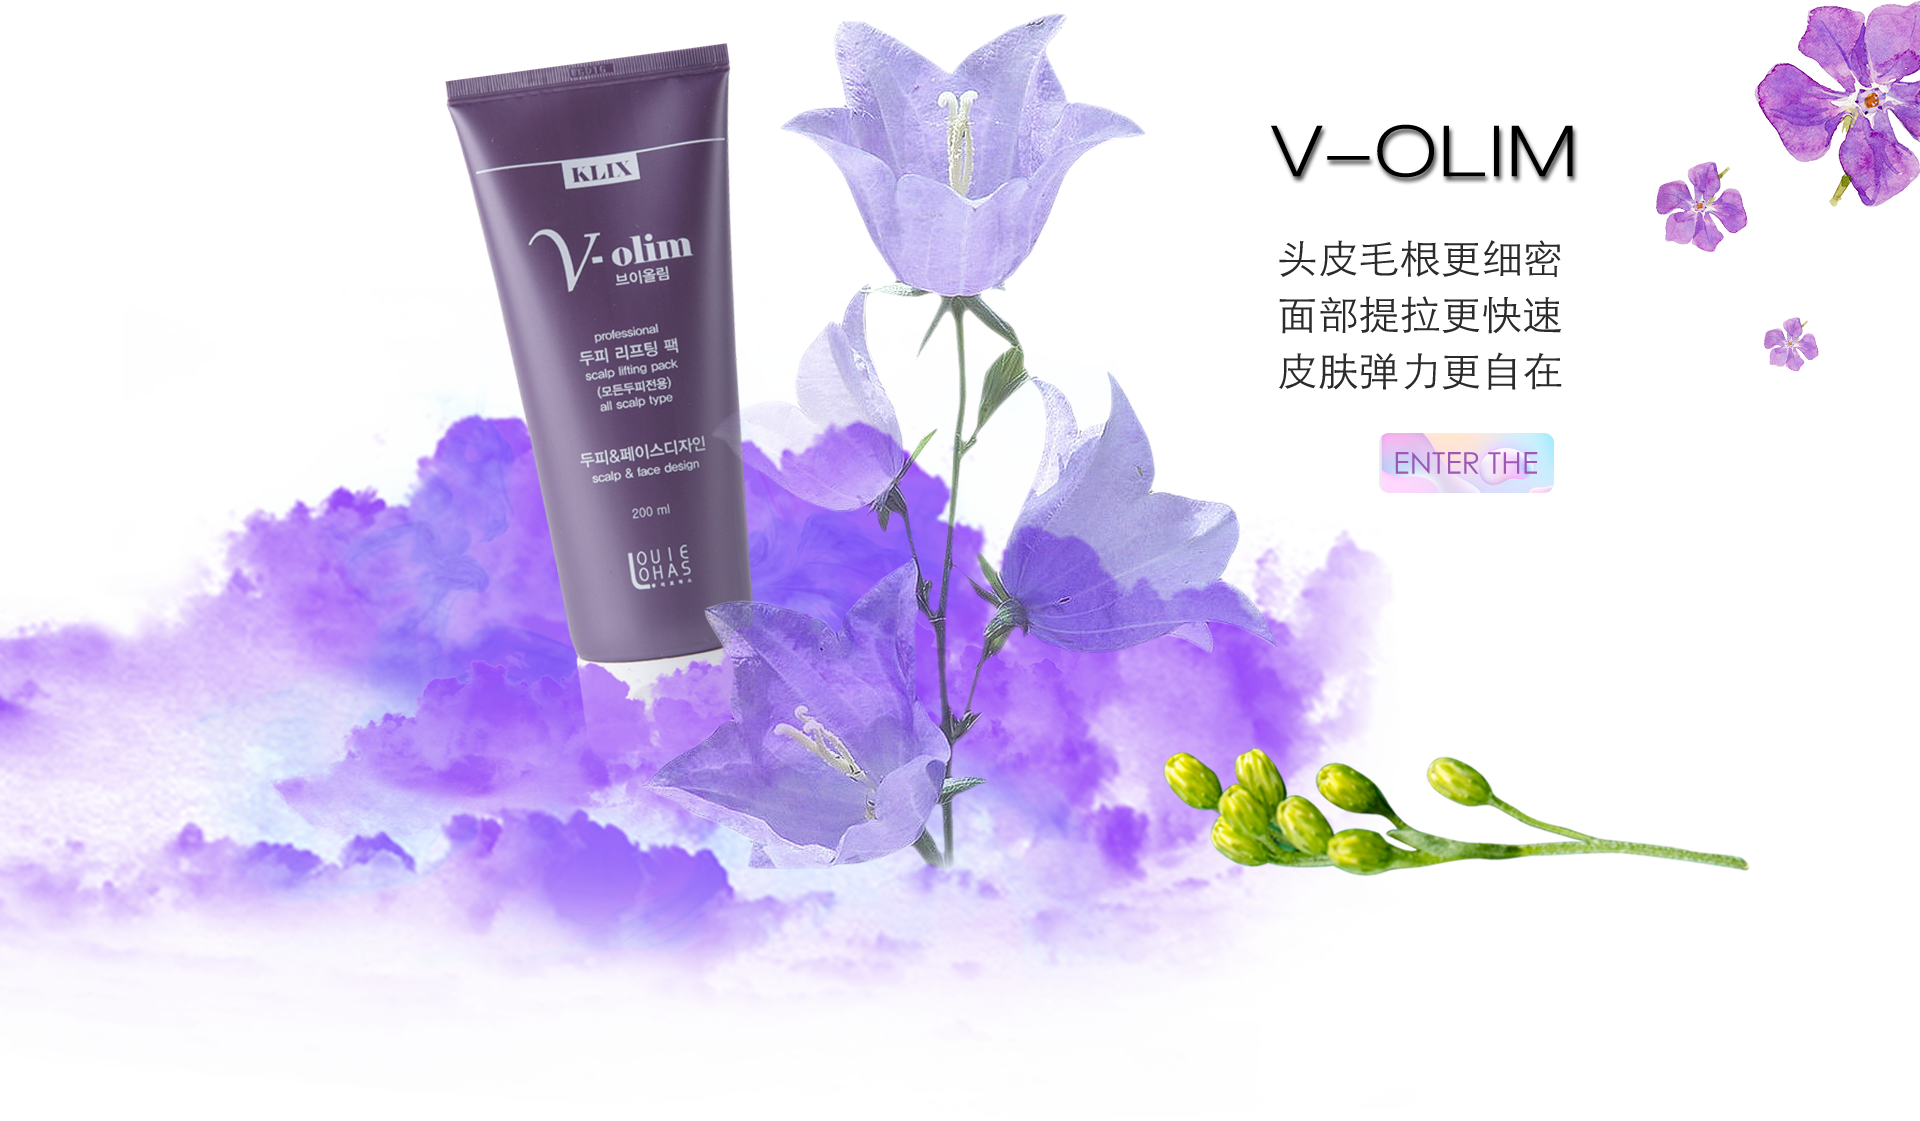 KLIX
V-olim
브이올림
professional
두피 리프팅 팩
scalp lifting pack
(모든두피전용)
all scalp type
두피&페이스디자인
scalp & face design
200 ml
LOUIE
LOHAS
V-OLIM
头皮毛根更细密
面部提拉更快速
皮肤弹力更自在
ENTER THE